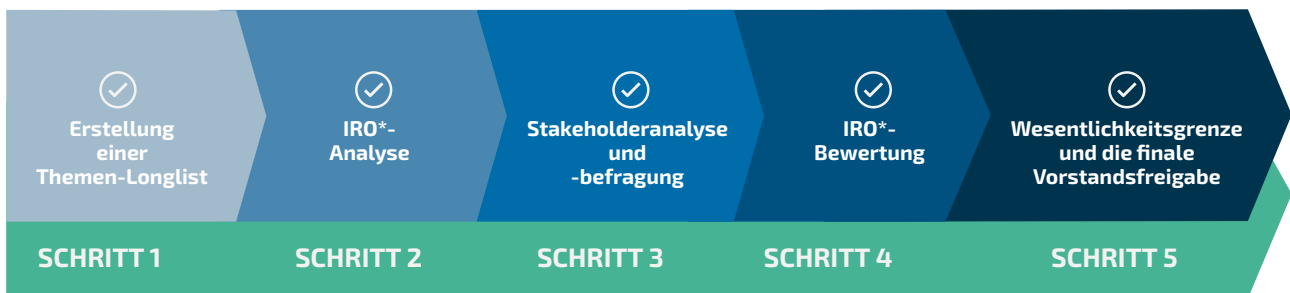 Erstellung
einer
Themen-Longlist
IRO*-
Analyse
Stakeholderanalyse
und
-befragung
IRO*-
Bewertung
Wesentlichkeitsgrenze
und die finale
Vorstandsfreigabe
SCHRITT 1
SCHRITT 2
SCHRITT 3
SCHRITT 4
SCHRITT 5